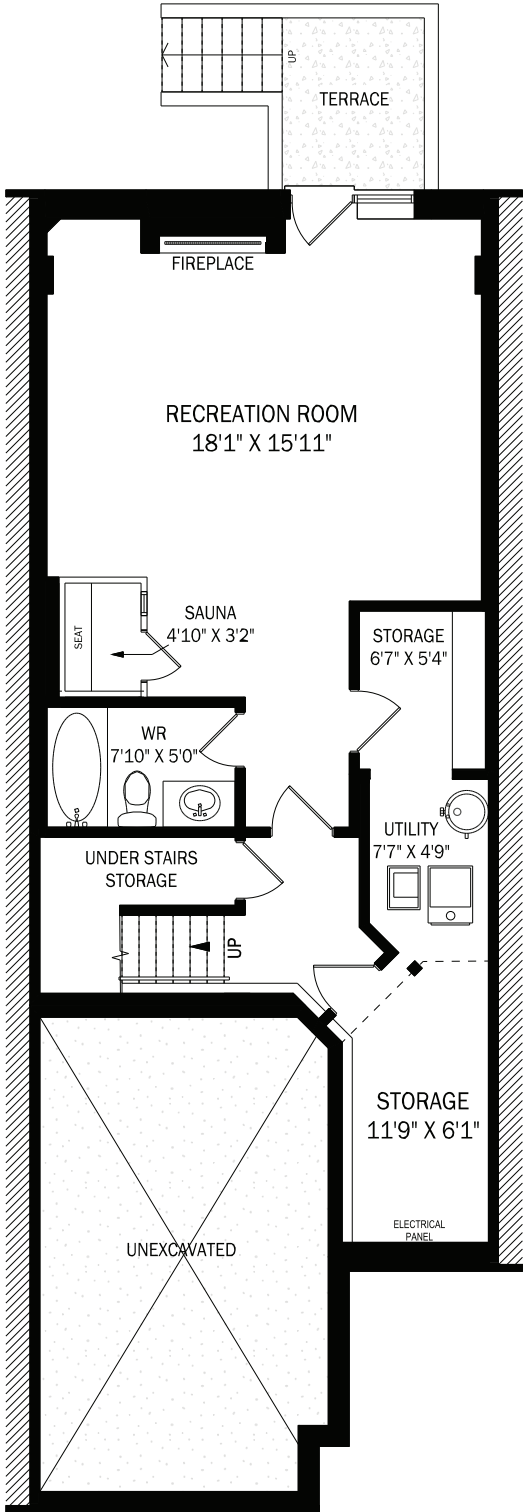 UP
TERRACE
FIREPLACE
RECREATION ROOM
18'1" X 15'11"
SAUNA
4'10" X 3'2"
SEAT
STORAGE
6'7" X 5'4"
WR
7'10" X 5'0"
UTILITY
7'7" X 4'9"
UNDER STAIRS
STORAGE
UP
STORAGE
11'9" X 6'1"
ELECTRICAL
PANEL
UNEXCAVATED